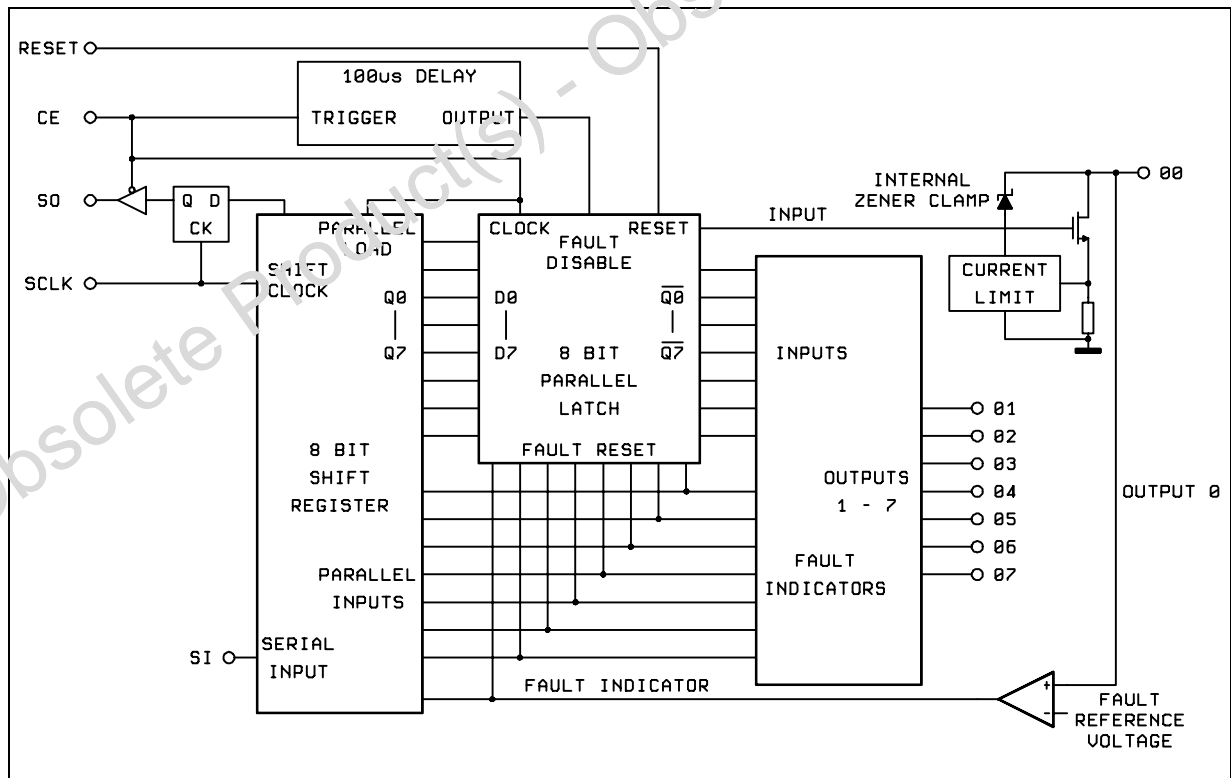 RESET
100us DELAY
CE
TRIGGER
OUTPUT
SO
Q D
CK
SCLK
PARALLEL
LOAD
SHIFT
CLOCK
Q0
Q7
8 BIT
SHIFT
REGISTER
PARALLEL
INPUTS
SI
SERIAL
INPUT
CLOCK
FAULT
DISABLE
RESET
D0
D7
Q0
Q7
8 BIT
PARALLEL
LATCH
FAULT RESET
INPUT
INTERNAL
ZENER CLAMP
00
CURRENT
LIMIT
INPUTS
OUTPUTS
1 - 7
FAULT
INDICATORS
01
02
03
04
05
06
07
OUTPUT 0
FAULT INDICATOR
+
-
FAULT
REFERENCE
VOLTAGE
Obsolete Product(s) - Obs